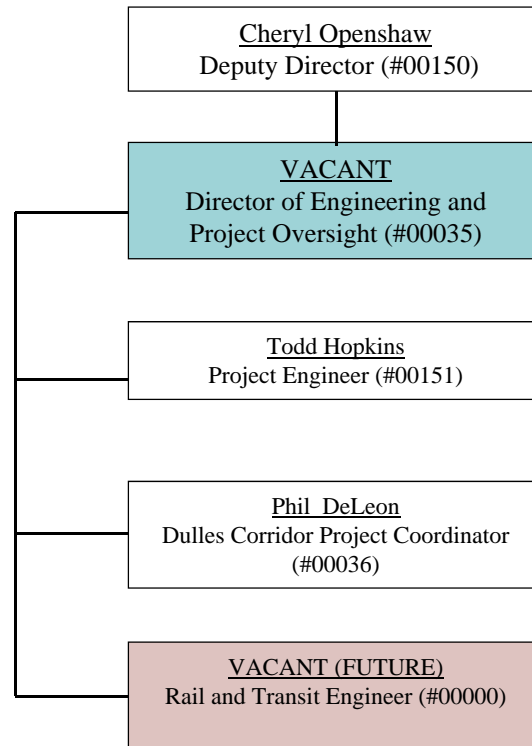 Cheryl Openshaw
Deputy Director (#00150)
VACANT
Director of Engineering and
Project Oversight (#00035)
Todd Hopkins
Project Engineer (#00151)
Phil DeLeon
Dulles Corridor Project Coordinator
(#00036)
VACANT (FUTURE)
Rail and Transit Engineer (#00000)